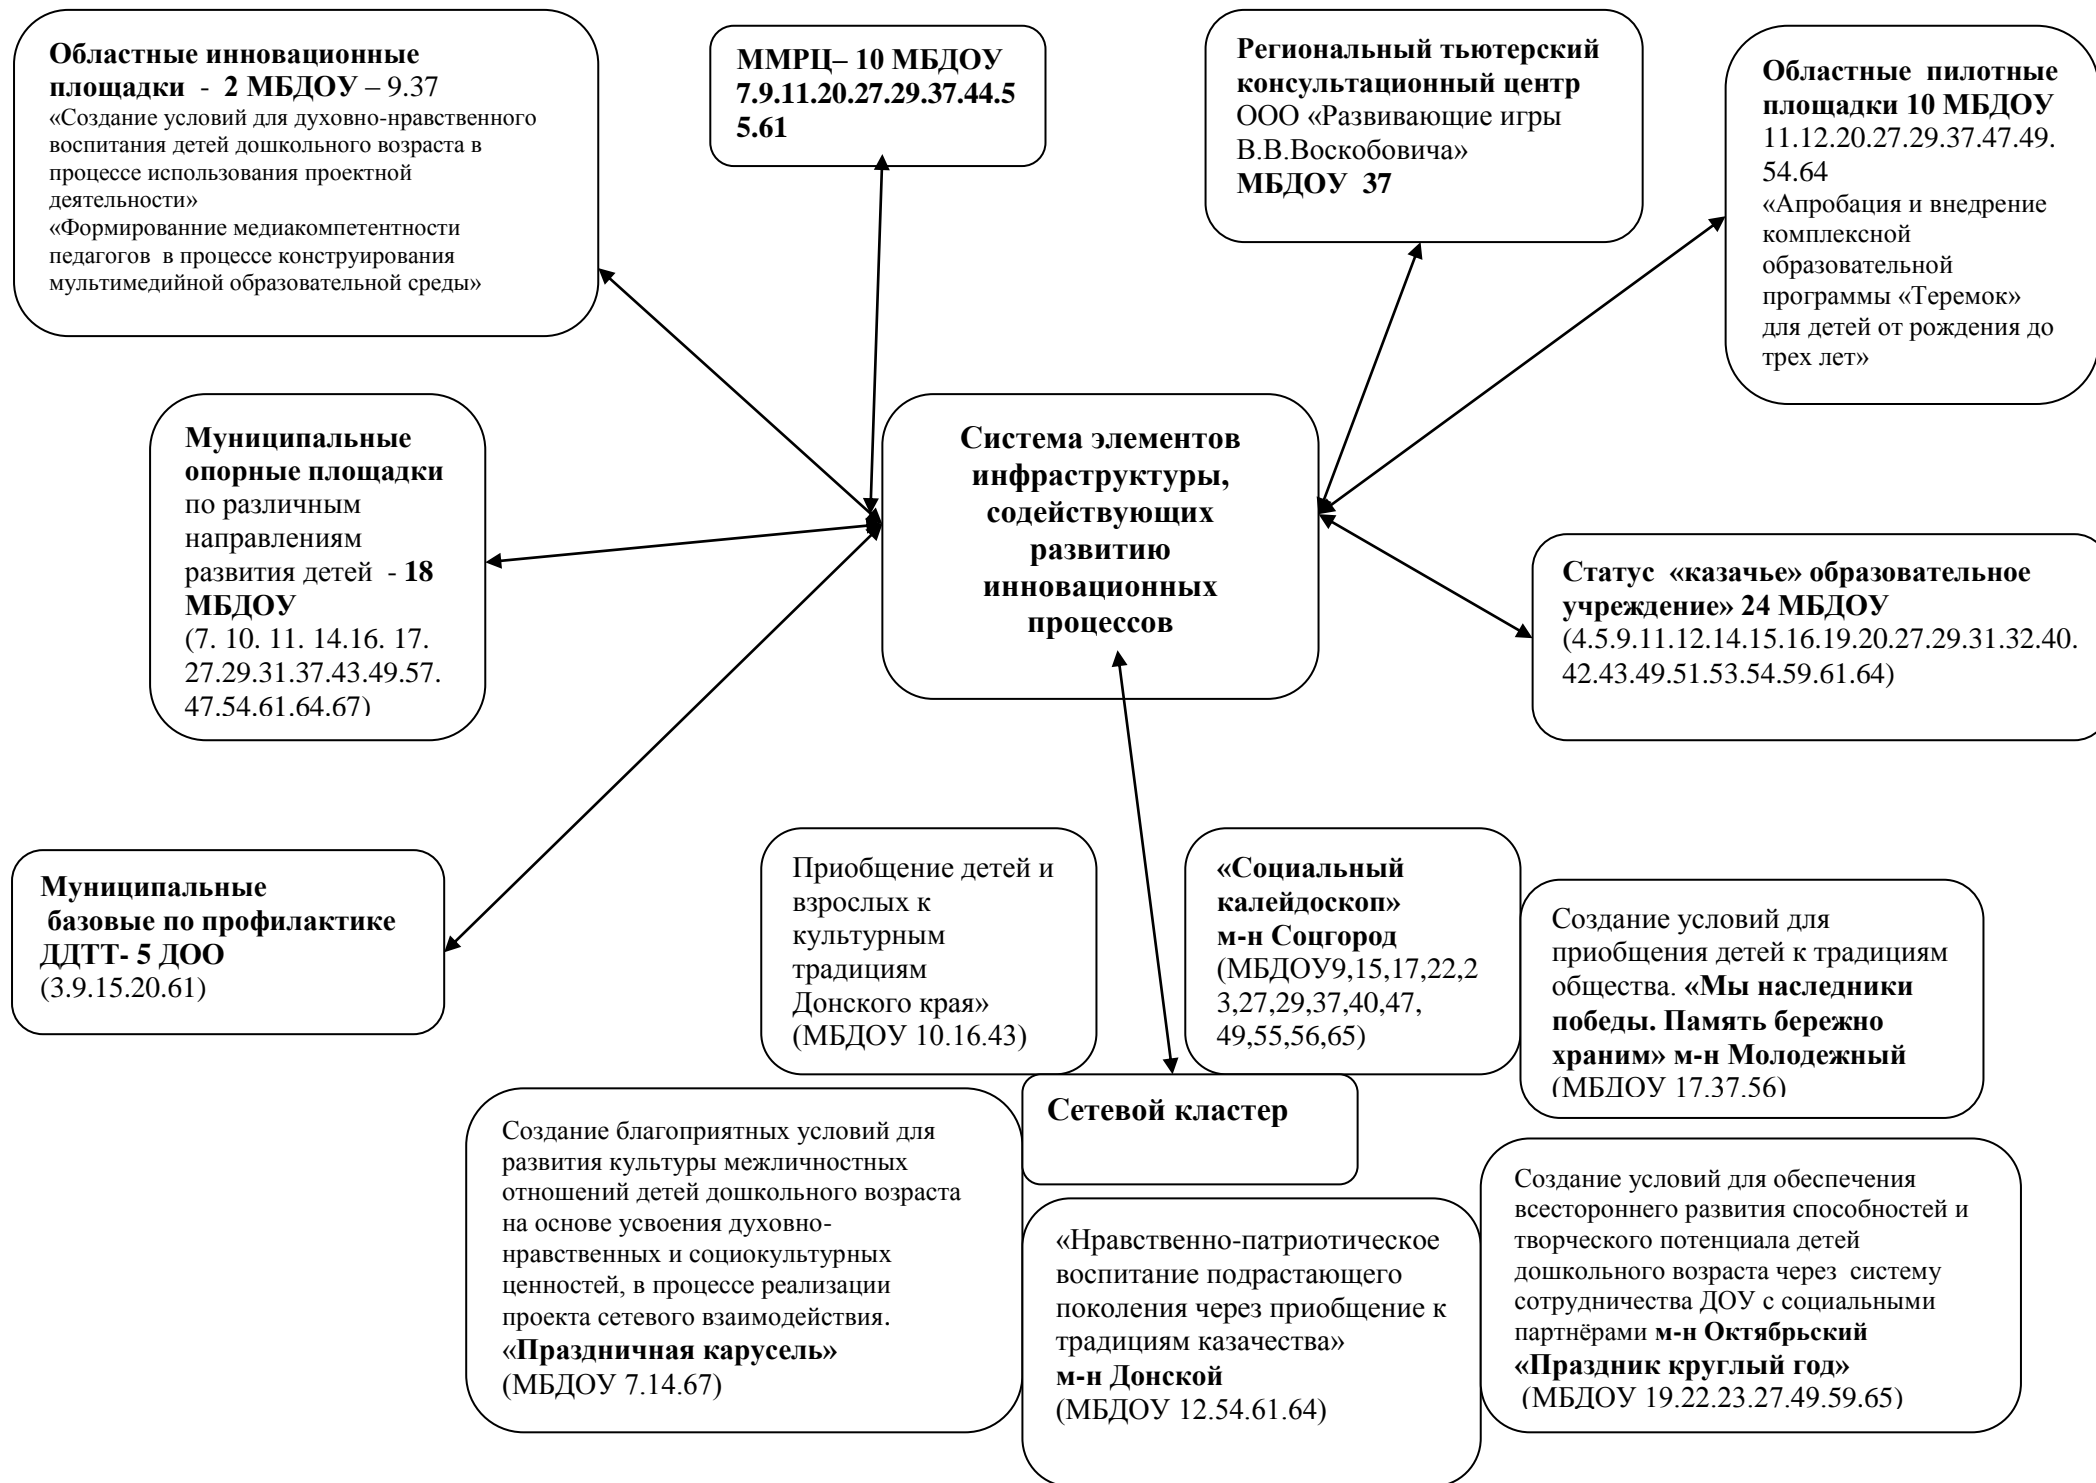 Областные инновационные
площадки - 2 МБДОУ – 9.37
«Создание условий для духовно-нравственного
воспитания детей дошкольного возраста в
процессе использования проектной
деятельности»
«Формированние медиакомпетентности
педагогов в процессе конструирования
мультимедийной образовательной среды»
ММРЦ– 10 МБДОУ
7.9.11.20.27.29.37.44.5
5.61
Региональный тьютерский
консультационный центр
ООО «Развивающие игры
В.В.Воскобовича»
МБДОУ 37
Областные пилотные
площадки 10 МБДОУ
11.12.20.27.29.37.47.49.
54.64
«Апробация и внедрение
комплексной
образовательной
программы «Теремок»
для детей от рождения до
трех лет»
Муниципальные
опорные площадки
по различным
направлениям
развития детей - 18
МБДОУ
(7. 10. 11. 14.16. 17.
27.29.31.37.43.49.57.
47.54.61.64.67)
Система элементов
инфраструктуры,
содействующих
развитию
инновационных
процессов
Статус «казачье» образовательное
учреждение» 24 МБДОУ
(4.5.9.11.12.14.15.16.19.20.27.29.31.32.40.
42.43.49.51.53.54.59.61.64)
Муниципальные
базовые по профилактике
ДДТТ- 5 ДОО
(3.9.15.20.61)
Приобщение детей и
взрослых к
культурным
традициям
Донского края»
(МБДОУ 10.16.43)
«Социальный
калейдоскоп»
м-н Соцгород
(МБДОУ9,15,17,22,2
3,27,29,37,40,47,
49,55,56,65)
Создание условий для
приобщения детей к традициям
общества. «Мы наследники
победы. Память бережно
храним» м-н Молодежный
(МБДОУ 17.37.56)
Сетевой кластер
Создание благоприятных условий для
развития культуры межличностных
отношений детей дошкольного возраста
на основе усвоения духовно-
нравственных и социокультурных
ценностей, в процессе реализации
проекта сетевого взаимодействия.
«Праздничная карусель»
(МБДОУ 7.14.67)
«Нравственно-патриотическое
воспитание подрастающего
поколения через приобщение к
традициям казачества»
м-н Донской
(МБДОУ 12.54.61.64)
Создание условий для обеспечения
всестороннего развития способностей и
творческого потенциала детей
дошкольного возраста через систему
сотрудничества ДОУ с социальными
партнёрами м-н Октябрьский
«Праздник круглый год»
(МБДОУ 19.22.23.27.49.59.65)